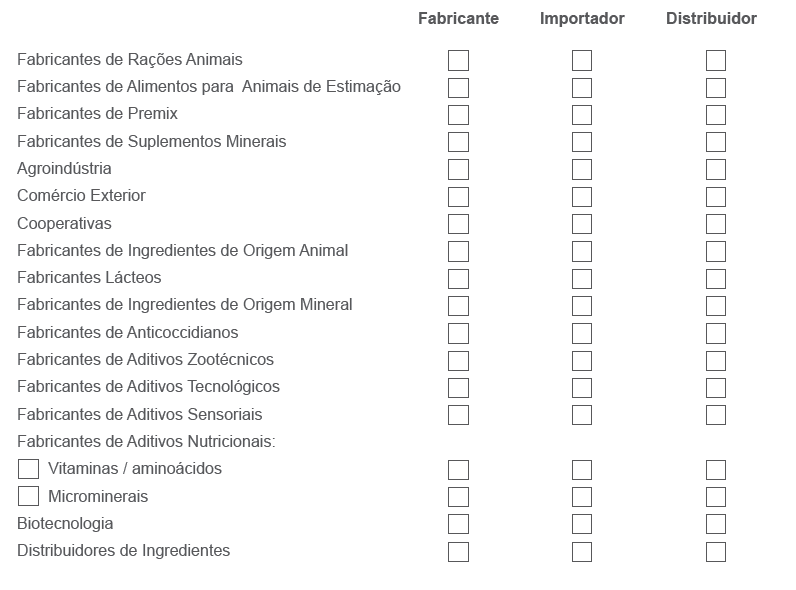 Fabricante Importador Distribuidor
Fabricantes de Rações Animais
Fabricantes de Alimentos para  Animais de Estimação
Fabricantes de Premix
Fabricantes de Suplementos Minerais
Agroindústria
Comércio Exterior
Cooperativas
Fabricantes de Ingredientes de Origem Animal
Fabricantes Lácteos
Fabricantes de Ingredientes de Origem Mineral
Fabricantes de Anticoccidianos
Fabricantes de Aditivos Zootécnicos
Fabricantes de Aditivos Tecnológicos
Fabricantes de Aditivos Sensoriais
Fabricantes de Aditivos Nutricionais:
Vitaminas / aminoácidos
Microminerais
Biotecnologia
Distribuidores de Ingredientes